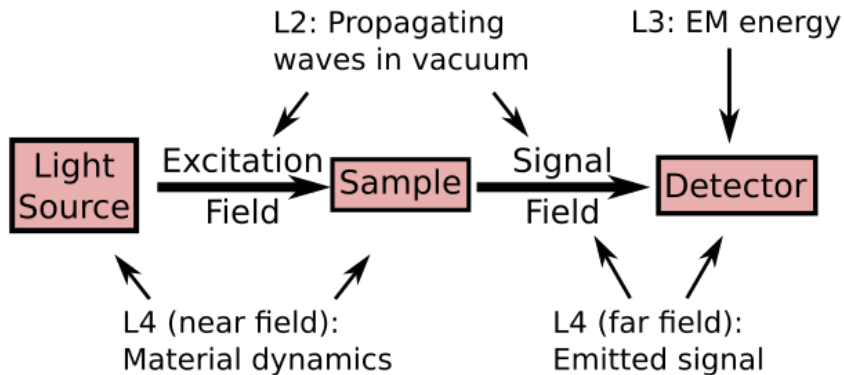 L2: Propagating
waves in vacuum
L3: EM energy
Light
Source
Excitation
Field
Sample
Signal
Field
Detector
L4 (near field):
Material dynamics
L4 (far field):
Emitted signal